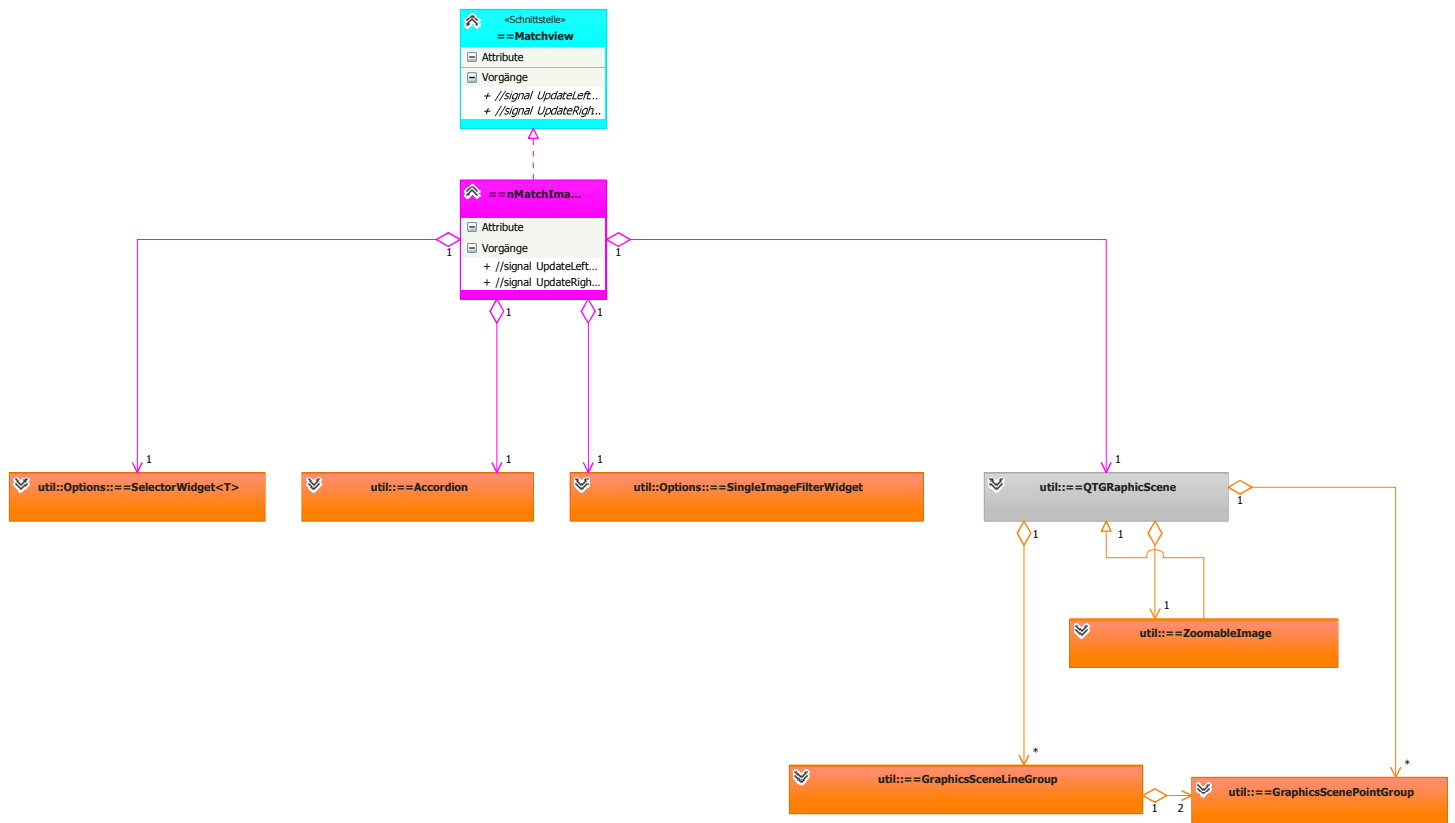 «Schnittstelle»
==Matchview
Attribute
Vorgänge
+ //signal UpdateLeft...
+ //signal UpdateRigh...
==nMatchIma...
Attribute
Vorgänge
+ //signal UpdateLeft...
+ //signal UpdateRigh...
1
1
1
1
1
1
1
1
util::Options::==SelectorWidget<T>
util::==Accordion
util::Options::==SingleImageFilterWidget
util::==QTGRaphicScene
1
1
1
1
util::==ZoomableImage
*
*
util::==GraphicsSceneLineGroup
1
2
util::==GraphicsScenePointGroup